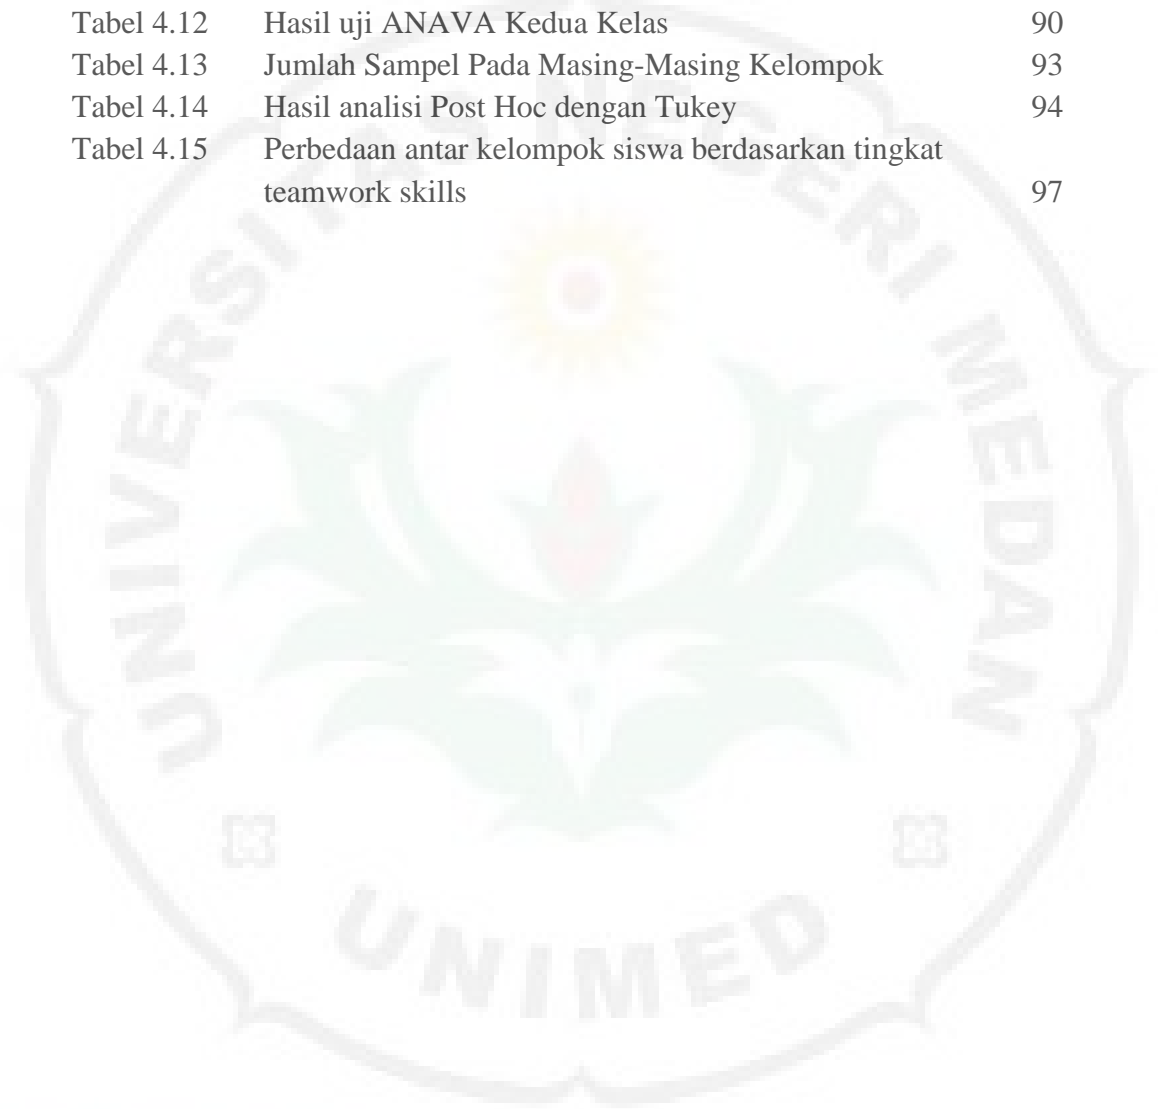 Tabel 4.12 Hasil uji ANAVA Kedua Kelas 90
Tabel 4.13 Jumlah Sampel Pada Masing-Masing Kelompok 93
Tabel 4.14 Hasil analisi Post Hoc dengan Tukey 94
Tabel 4.15 Perbedaan antar kelompok siswa berdasarkan tingkat
teamwork skills 97
UNIVERSITAS NEGERI MEDAN
UNIMED